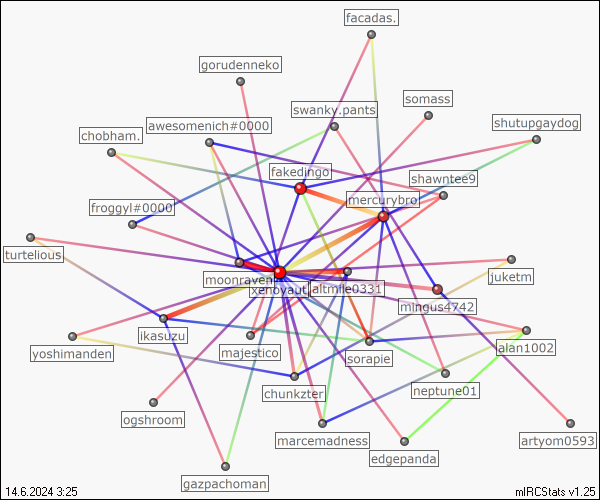 facadas.
gorudenneko
somass
swanky.pants
awesomenich#0000
shutupgaydog
chobham.
fakedingo
shawntee9
mercurybro
froggyl#0000
turtelious
moonraven
xenoyaut
altmfie0331
juketm
mingus4742
ikasuzu
majestico
sorapie
alan1002
yoshimanden
chunkzter
neptune01
ogshroom
marcemadness
edgepanda
artyom0593
gazpachoman
14.6.2024 3:25
mIRCStats v1.25